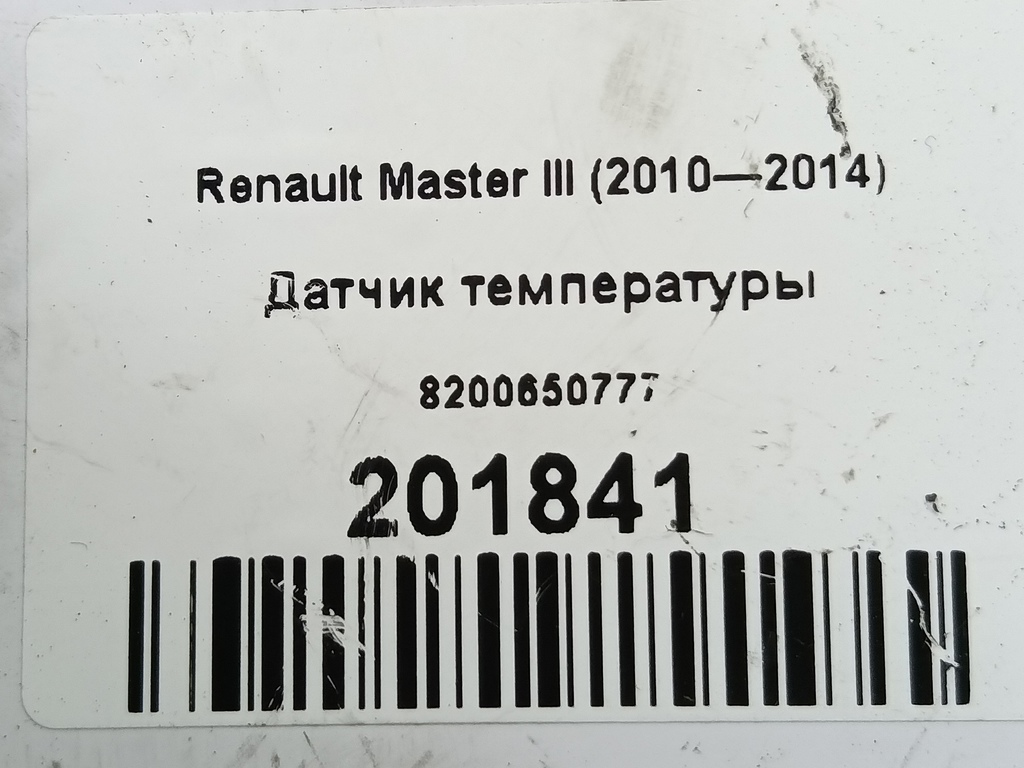 Renault Master III (2010—2014)
Датчик температуры
8200650777
201841